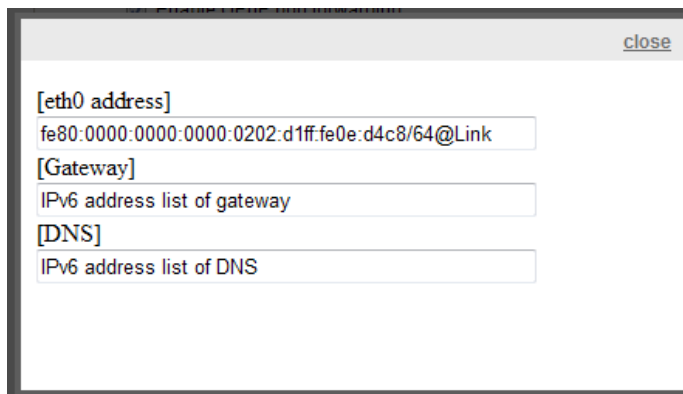 close
[eth0 address]
fe80:0000:0000:0000:0202:d1ff:fe0e:d4c8/64@Link
[Gateway]
IPv6 address list of gateway
[DNS]
IPv6 address list of DNS